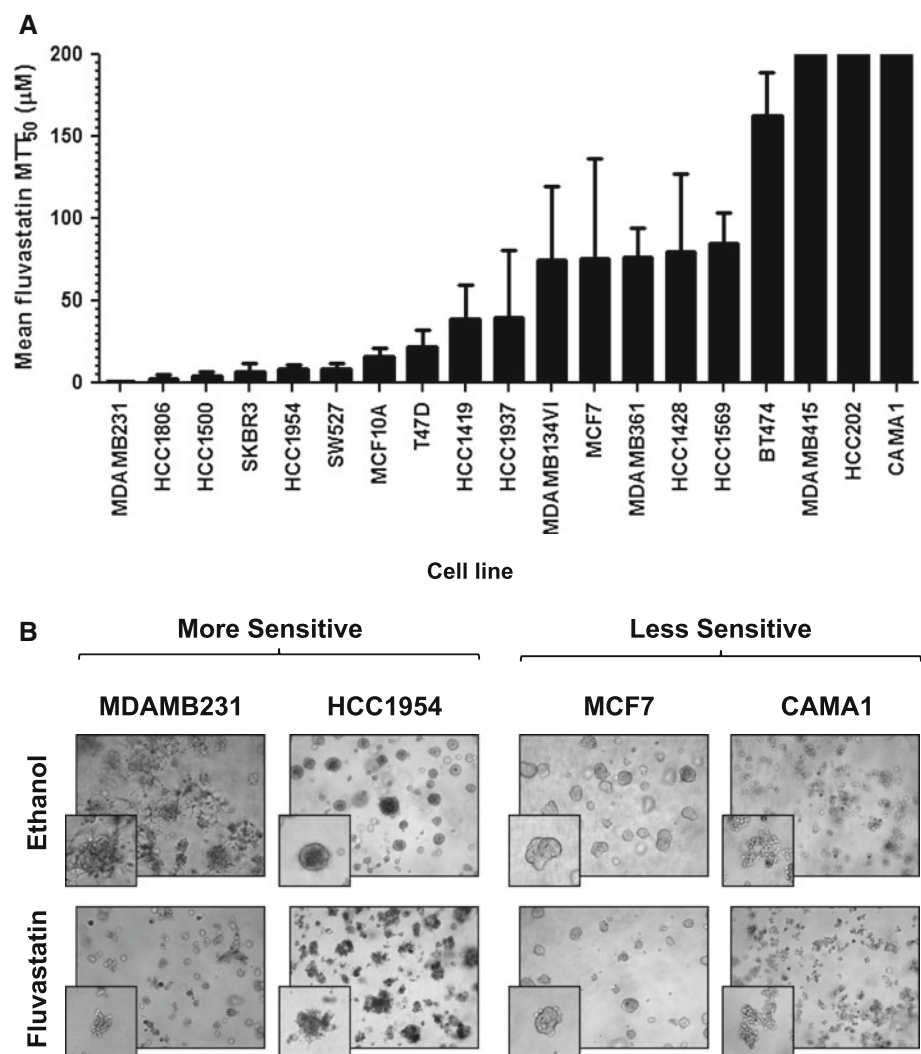 A
Mean fluvastatin MTT50 (µM)
200
150
100
50
0
MDAMB231
HCC1806
HCC1500
SKBR3
HCC1954
SW527
MCF10A
T47D
HCC1419
HCC1937
MDAMB134VI
MCF7
MDAMB361
HCC1428
HCC1569
BT474
MDAMB415
HCC202
CAMA1
Cell line
B
More Sensitive
Less Sensitive
MDAMB231
HCC1954
MCF7
CAMA1
Ethanol
Fluvastatin